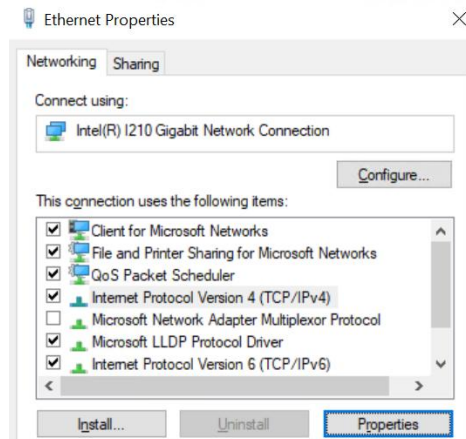 Ethernet Properties
Networking Sharing
Connect using:
Intel(R) I210 Gigabit Network Connection
Configure...
This connection uses the following items:
Client for Microsoft Networks
File and Printer Sharing for Microsoft Networks
QoS Packet Scheduler
Internet Protocol Version 4 (TCP/IPv4)
Microsoft Network Adapter Multiplexor Protocol
Microsoft LLDP Protocol Driver
Internet Protocol Version 6 (TCP/IPv6)
Install... Uninstall Properties